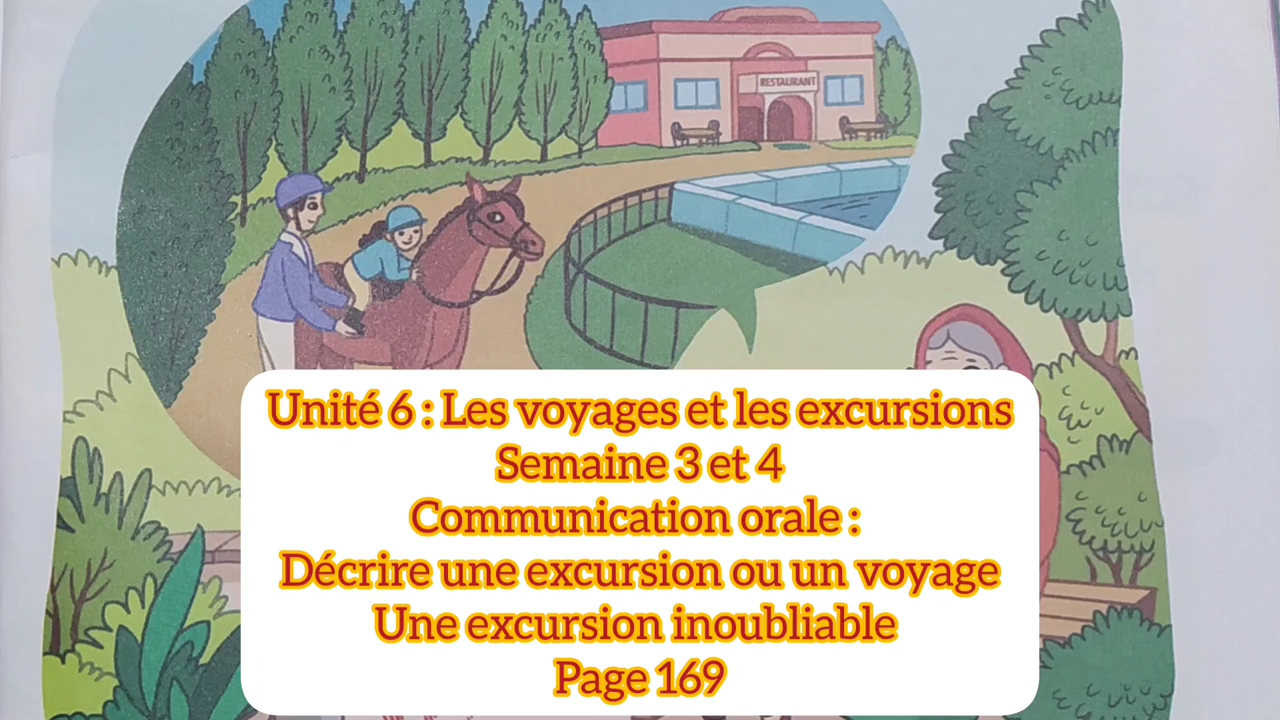 RESTAURANT
Unité 6 : Les voyages et les excursions
Semaine 3 et 4
Communication orale :
Décrire une excursion ou un voyage
Une excursion inoubliable
Page 169